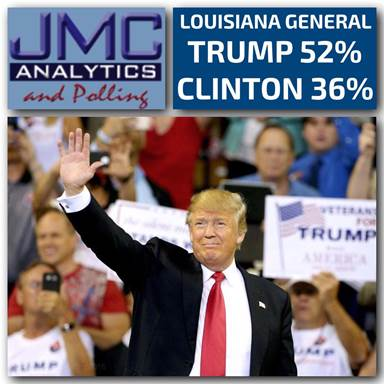 JMC
ANALYTICS
and Polling
LOUISIANA GENERAL
TRUMP 52%
CLINTON 36%
VETERANS
FOR
TRUMP
AMERICA